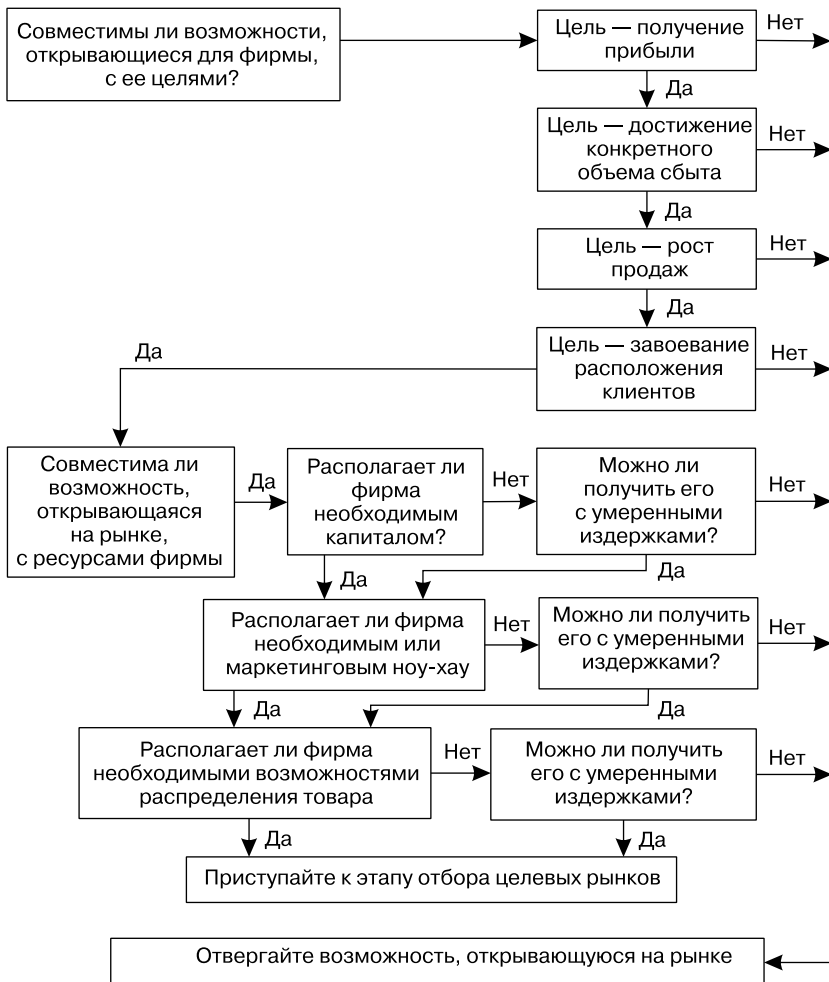 Совместимы ли возможности,
открывающиеся для фирмы,
с ее целями?
Цель — получение
прибыли
Нет
Да
Цель — достижение
конкретного
объема сбыта
Нет
Да
Цель — рост
продаж
Нет
Да
Цель — завоевание
расположения
клиентов
Нет
Да
Совместима ли
возможность,
открывающаяся
на рынке,
с ресурсами фирмы
Да
Располагает ли
фирма
необходимым
капиталом?
Нет
Можно ли
получить его
с умеренными
издержками?
Нет
Да
Да
Располагает ли фирма
необходимым или
маркетинговым ноу-хау
Нет
Можно ли получить
его с умеренными
издержками?
Нет
Да
Да
Располагает ли фирма
необходимыми возможностями
распределения товара
Нет
Можно ли получить
его с умеренными
издержками?
Нет
Да
Да
Приступайте к этапу отбора целевых рынков
Отвергайте возможность, открывающуюся на рынке